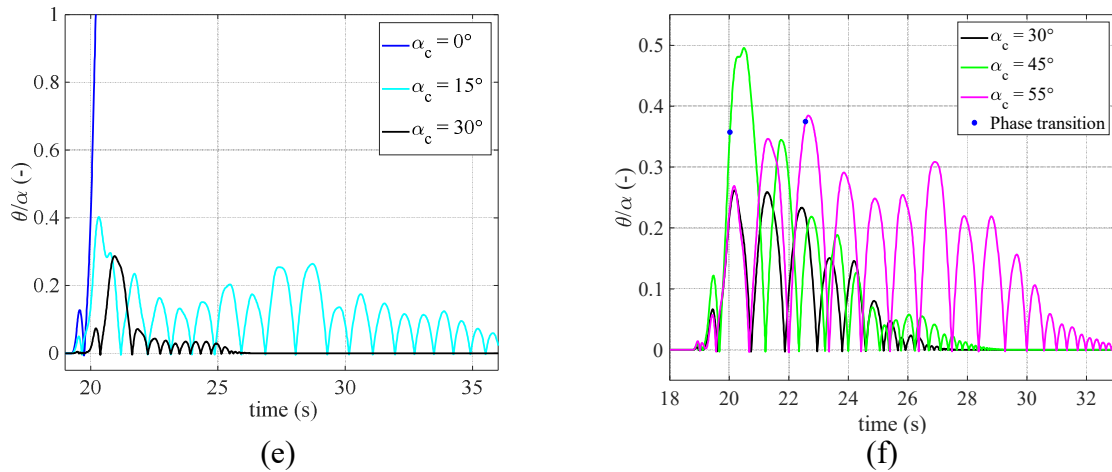 1
0.8
0.6
0.4
0.2
0
θ/α (-)
20 25 30 35
time (s)
α_c = 0°
α_c = 15°
α_c = 30°
(e)
0.5
0.4
0.3
0.2
0.1
0
θ/α (-)
18 20 22 24 26 28 30 32
time (s)
α_c = 30°
α_c = 45°
α_c = 55°
Phase transition
(f)